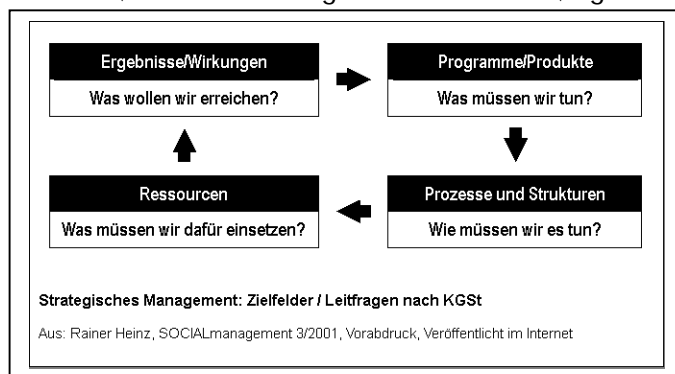 Ergebnisse/Wirkungen
Was wollen wir erreichen?
Programme/Produkte
Was müssen wir tun?
Ressourcen
Was müssen wir dafür einsetzen?
Prozesse und Strukturen
Wie müssen wir es tun?
Strategisches Management: Zielfelder / Leitfragen nach KGSt
Aus: Rainer Heinz, SOCIALmanagement 3/2001, Vorabdruck, Veröffentlicht im Internet